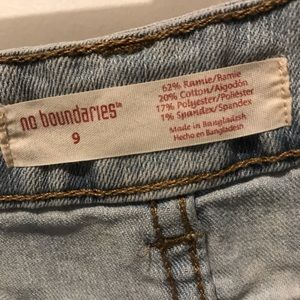 no boundaries™
9
62% Ramie/Ramie
20% Cotton/Algodón
17% Polyester/Poliéster
1% Spandex/Spandex
Made in Bangladesh
Hecho en Bangladesh